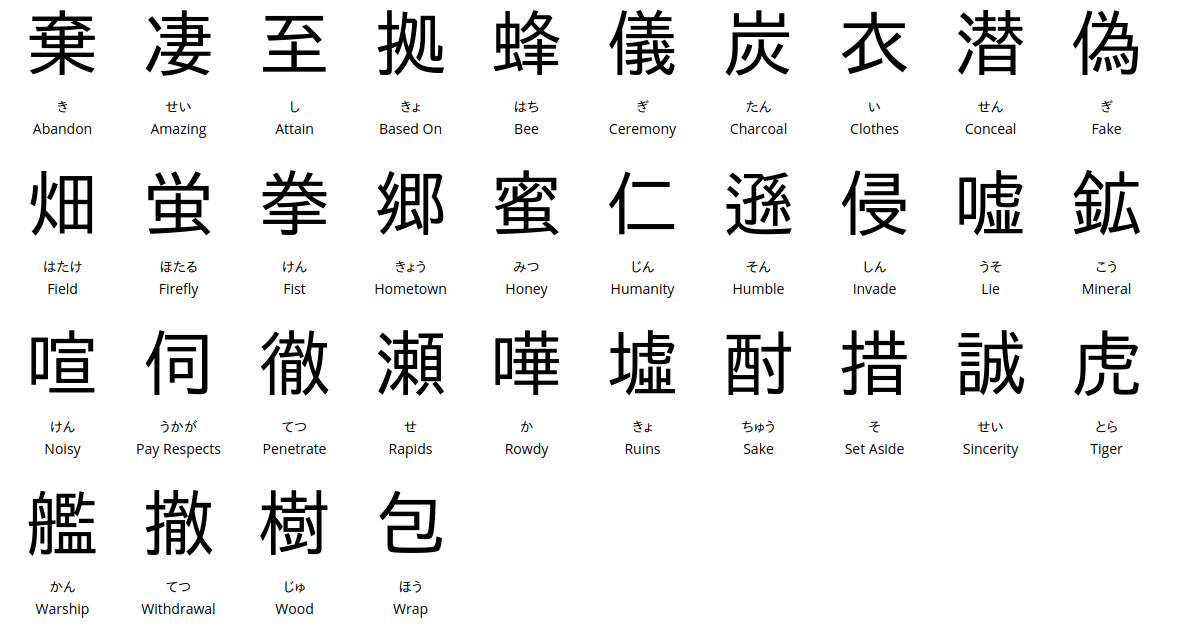 棄 凄 至 拠 蜂 儀 炭 衣 潜 偽
き せい し きょ はち ぎ たん い せん ぎ
Abandon Amazing Attain Based On Bee Ceremony Charcoal Clothes Conceal Fake
畑 蛍 拳 郷 蜜 仁 遜 侵 嘘 鉱
はたけ ほたる けん きょう みつ じん そん しん うそ こう
Field Firefly Fist Hometown Honey Humanity Humble Invade Lie Mineral
喧 伺 徹 瀬 嘩 墟 酎 措 誠 虎
けん うかが てつ せ か きょ ちゅう そ せい とら
Noisy Pay Respects Penetrate Rapids Rowdy Ruins Sake Set Aside Sincerity Tiger
艦 撤 樹 包
かん てつ じゅ ほう
Warship Withdrawal Wood Wrap